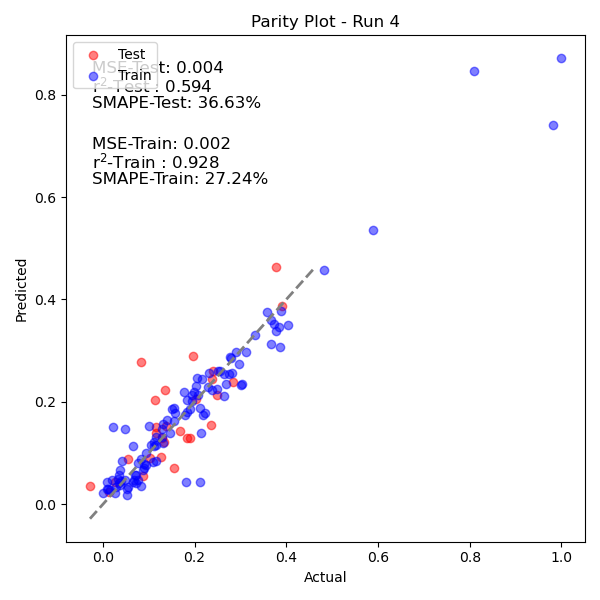 Parity Plot - Run 4
Test
Train
MSE-Test: 0.004
r²-Test : 0.594
SMAPE-Test: 36.63%
MSE-Train: 0.002
r²-Train : 0.928
SMAPE-Train: 27.24%
Predicted
0.8
0.6
0.4
0.2
0.0
0.0 0.2 0.4 0.6 0.8 1.0
Actual